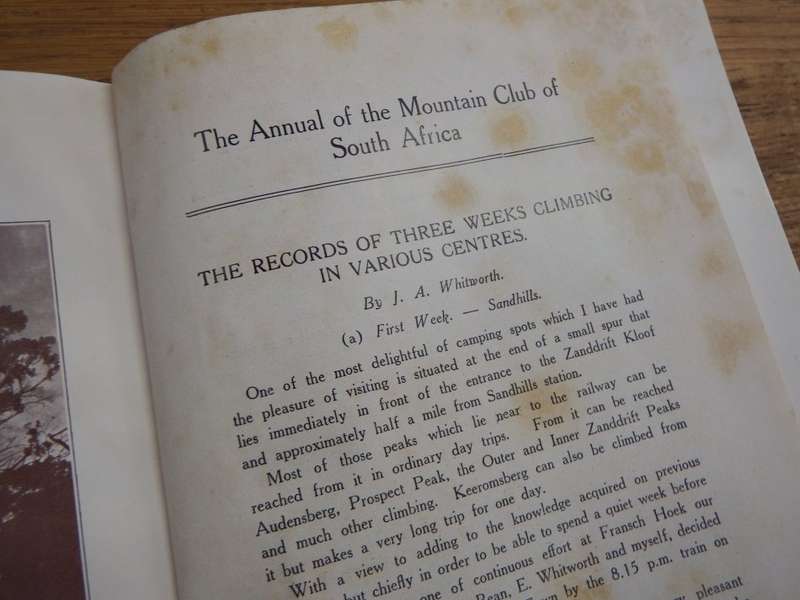 The Annual of the Mountain Club of
South Africa
THE RECORDS OF THREE WEEKS CLIMBING
IN VARIOUS CENTRES.
By J. A. Whitworth.
(a) First Week. — Sandhills.
One of the most delightful of camping spots which I have had
the pleasure of visiting is situated at the end of a small spur that
lies immediately in front of the entrance to the Zanddrift Kloof
and approximately half a mile from Sandhills station.
Most of those peaks which lie near to the railway can be
reached from it in ordinary day trips. From it can be reached
Audensberg, Prospect Peak, the Outer and Inner Zanddrift Peaks
and much other climbing. Keeromsberg can also be climbed from
it but makes a very long trip for one day.
With a view to adding to the knowledge acquired on previous
but chiefly in order to be able to spend a quiet week before
one of continuous effort at Fransch Hoek our
Bean, E. Whitworth and myself, decided
by the 8.15 p.m. train on
pleasant